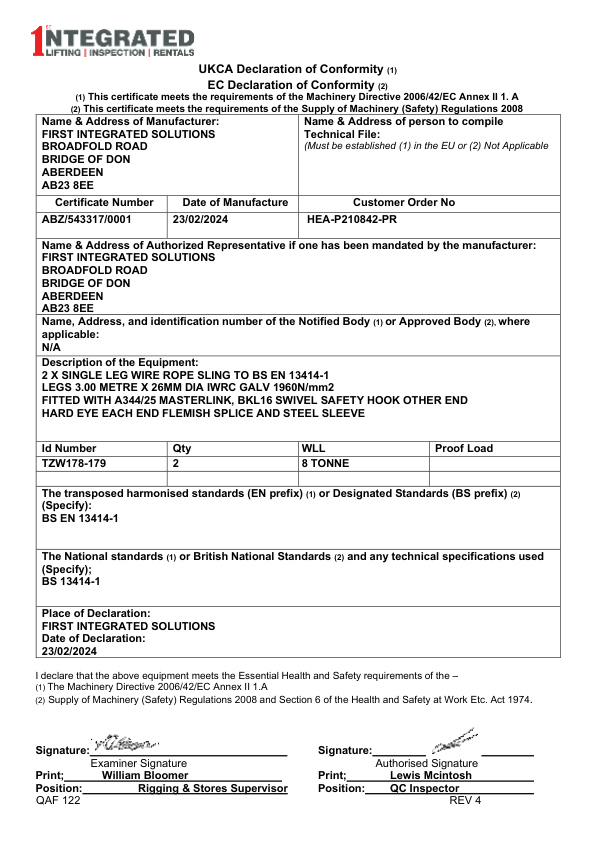 1ST INTEGRATED
LIFTING | INSPECTION | RENTALS
UKCA Declaration of Conformity (1)
EC Declaration of Conformity (2)
(1) This certificate meets the requirements of the Machinery Directive 2006/42/EC Annex II 1. A
(2) This certificate meets the requirements of the Supply of Machinery (Safety) Regulations 2008
Name & Address of Manufacturer:
FIRST INTEGRATED SOLUTIONS
BROADFOLD ROAD
BRIDGE OF DON
ABERDEEN
AB23 8EE
Name & Address of person to compile
Technical File:
(Must be established (1) in the EU or (2) Not Applicable
Certificate Number Date of Manufacture Customer Order No
ABZ/543317/0001 23/02/2024 HEA-P210842-PR
Name & Address of Authorized Representative if one has been mandated by the manufacturer:
FIRST INTEGRATED SOLUTIONS
BROADFOLD ROAD
BRIDGE OF DON
ABERDEEN
AB23 8EE
Name, Address, and identification number of the Notified Body (1) or Approved Body (2), where
applicable:
N/A
Description of the Equipment:
2 X SINGLE LEG WIRE ROPE SLING TO BS EN 13414-1
LEGS 3.00 METRE X 26MM DIA IWRC GALV 1960N/mm2
FITTED WITH A344/25 MASTERLINK, BKL16 SWIVEL SAFETY HOOK OTHER END
HARD EYE EACH END FLEMISH SPLICE AND STEEL SLEEVE
Id Number Qty WLL Proof Load
TZW178-179 2 8 TONNE
The transposed harmonised standards (EN prefix) (1) or Designated Standards (BS prefix) (2)
(Specify):
BS EN 13414-1
The National standards (1) or British National Standards (2) and any technical specifications used
(Specify);
BS 13414-1
Place of Declaration:
FIRST INTEGRATED SOLUTIONS
Date of Declaration:
23/02/2024
I declare that the above equipment meets the Essential Health and Safety requirements of the –
(1) The Machinery Directive 2006/42/EC Annex II 1.A
(2) Supply of Machinery (Safety) Regulations 2008 and Section 6 of the Health and Safety at Work Etc. Act 1974.
Signature: Signature:
Examiner Signature Authorised Signature
Print; William Bloomer Print; Lewis Mcintosh
Position: Rigging & Stores Supervisor Position: QC Inspector
QAF 122 REV 4